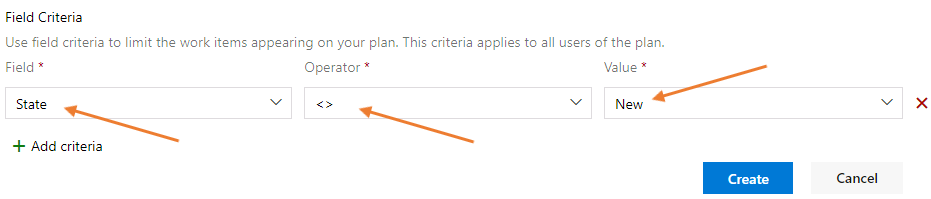 Field Criteria
Use field criteria to limit the work items appearing on your plan. This criteria applies to all users of the plan.
Field * Operator * Value *
State <> New
+ Add criteria
Create Cancel